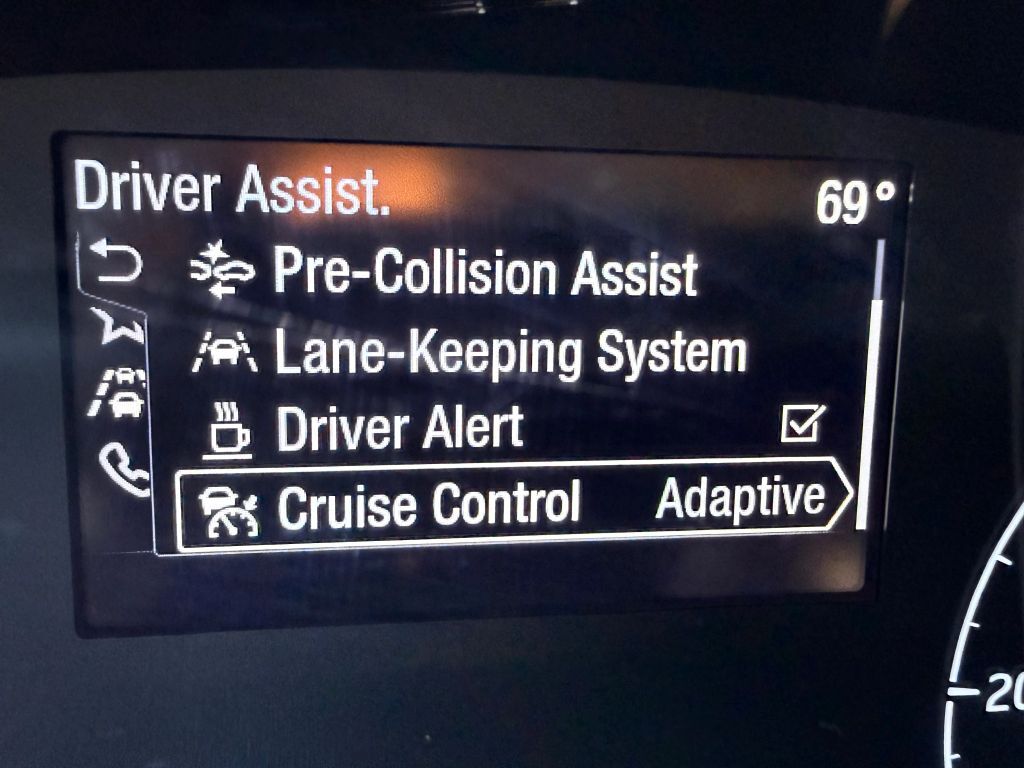 Driver Assist.
69°
Pre-Collision Assist
Lane-Keeping System
Driver Alert
Cruise Control Adaptive